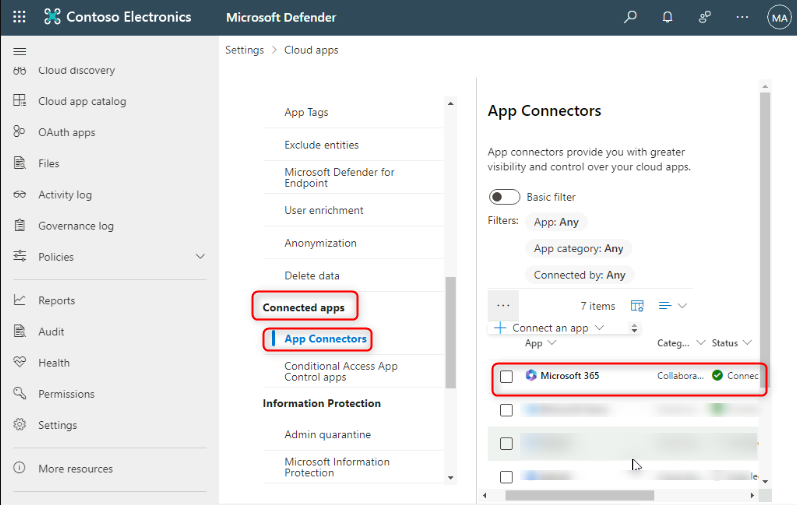 Contoso Electronics
Microsoft Defender
MA
Settings > Cloud apps
Cloud discovery
Cloud app catalog
OAuth apps
Files
Activity log
Governance log
Policies
Reports
Audit
Health
Permissions
Settings
More resources
App Tags
Exclude entities
Microsoft Defender for
Endpoint
User enrichment
Anonymization
Delete data
Connected apps
App Connectors
Conditional Access App
Control apps
Information Protection
Admin quarantine
Microsoft Information
Protection
App Connectors
App connectors provide you with greater
visibility and control over your cloud apps.
Basic filter
Filters:
App: Any
App category: Any
Connected by: Any
... 7 items
Connect an app
App Categ... Status
Microsoft 365 Collabora... Connec